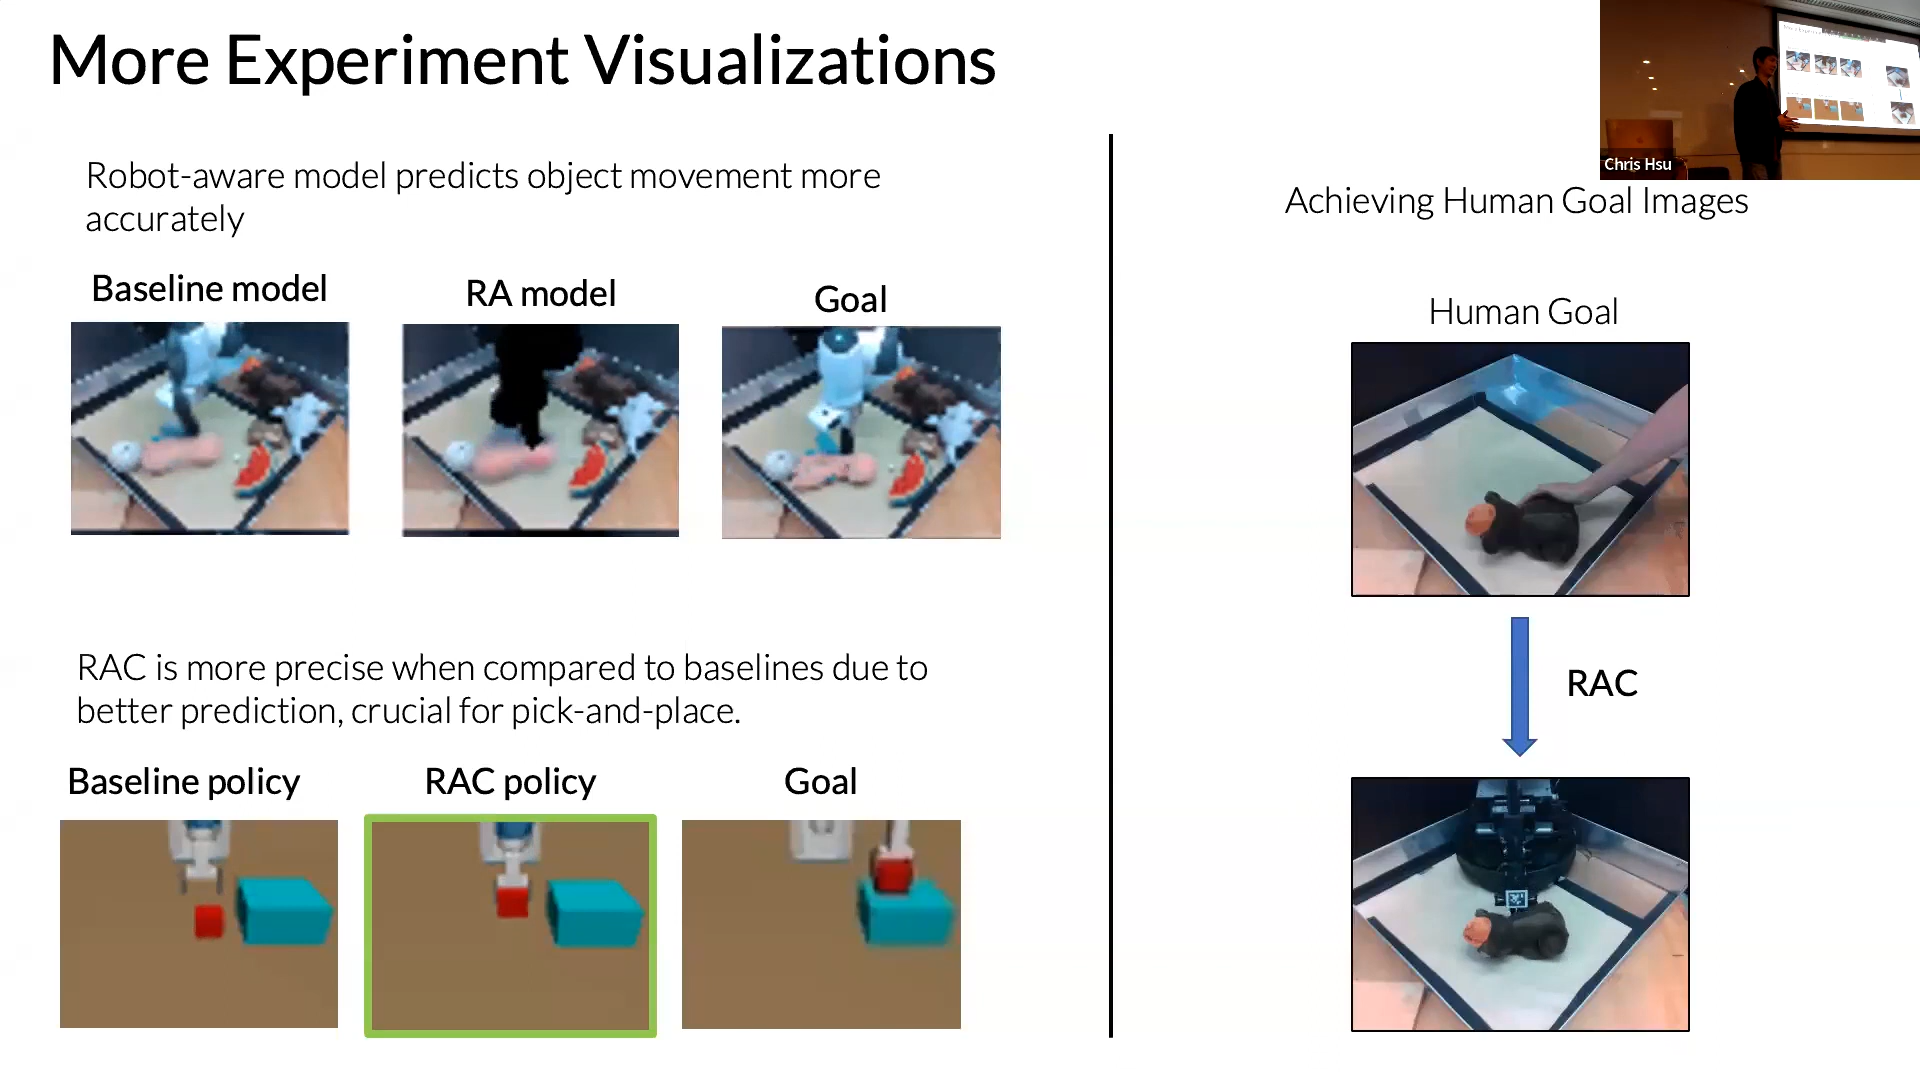 More Experiment Visualizations
Chris Hsu
Robot-aware model predicts object movement more
accurately
Baseline model
RA model
Goal
RAC is more precise when compared to baselines due to
better prediction, crucial for pick-and-place.
Baseline policy
RAC policy
Goal
Achieving Human Goal Images
Human Goal
RAC